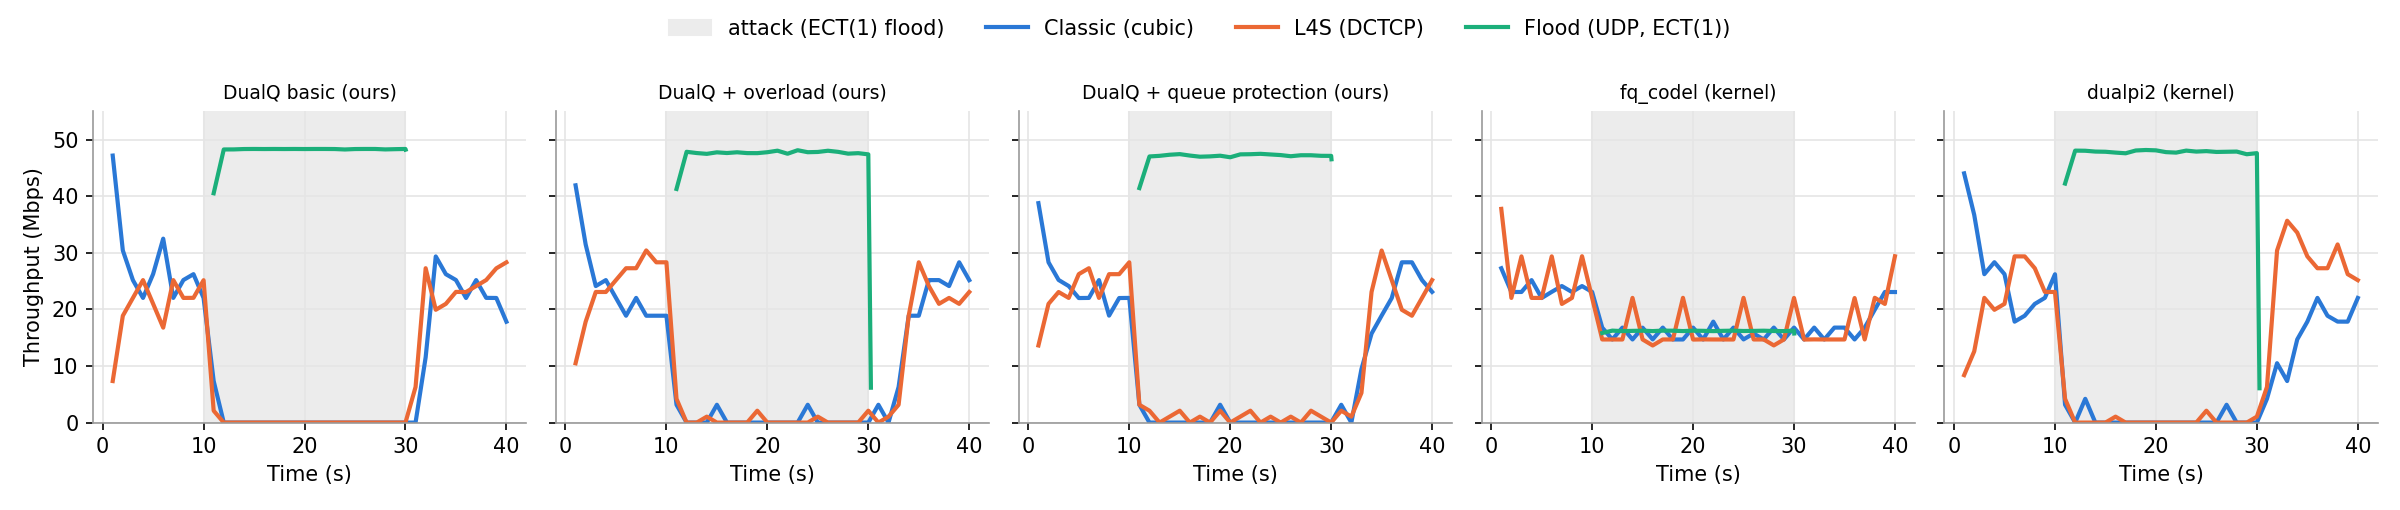 attack (ECT(1) flood) Classic (cubic) L4S (DCTCP) Flood (UDP, ECT(1))
DualQ basic (ours) DualQ + overload (ours) DualQ + queue protection (ours) fq_codel (kernel) dualpi2 (kernel)
Throughput (Mbps)
50
40
30
20
10
0
0 10 20 30 40 0 10 20 30 40 0 10 20 30 40 0 10 20 30 40 0 10 20 30 40
Time (s) Time (s) Time (s) Time (s) Time (s)